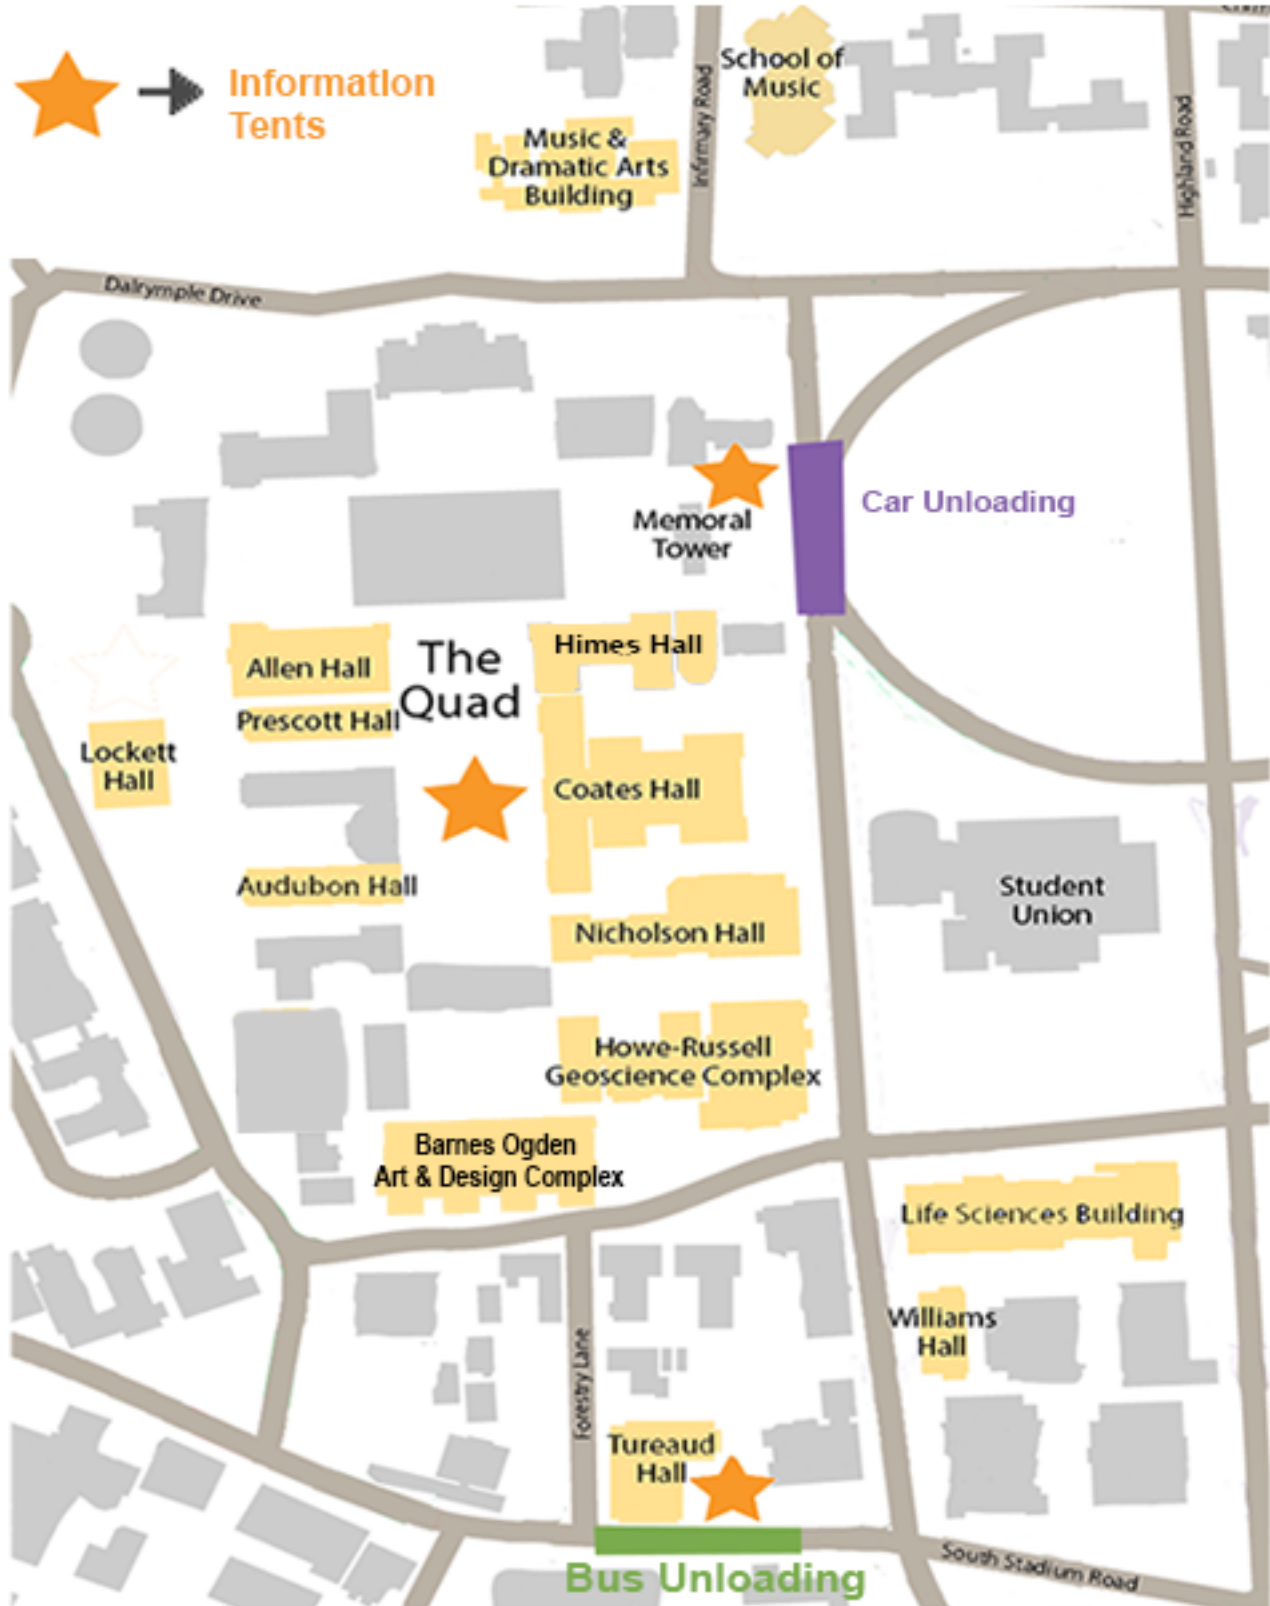 Information
Tents
School of
Music
Infirmary Road
Highland Road
Music &
Dramatic Arts
Building
Dalrymple Drive
Car Unloading
Memoral
Tower
Himes Hall
The
Quad
Allen Hall
Prescott Hall
Lockett
Hall
Coates Hall
Audubon Hall
Student
Union
Nicholson Hall
Howe-Russell
Geoscience Complex
Barnes Ogden
Art & Design Complex
Life Sciences Building
Williams
Hall
Forestry Lane
Tureaud
Hall
South Stadium Road
Bus Unloading